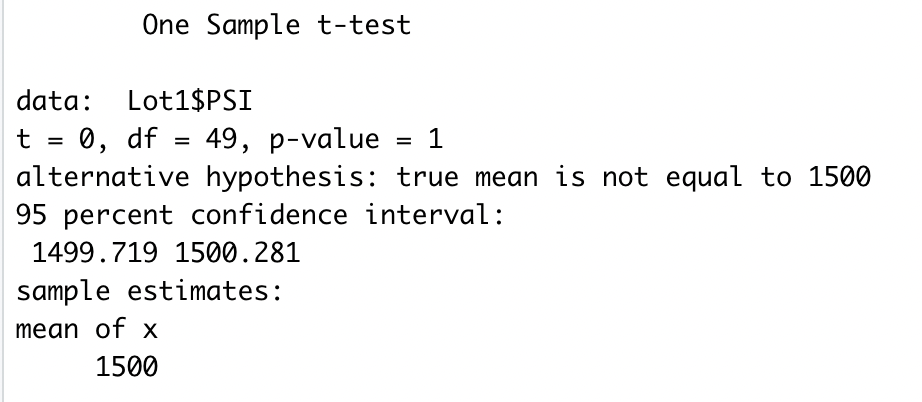 One Sample t-test
data: Lot1$PSI
t = 0, df = 49, p-value = 1
alternative hypothesis: true mean is not equal to 1500
95 percent confidence interval:
1499.719 1500.281
sample estimates:
mean of x
1500